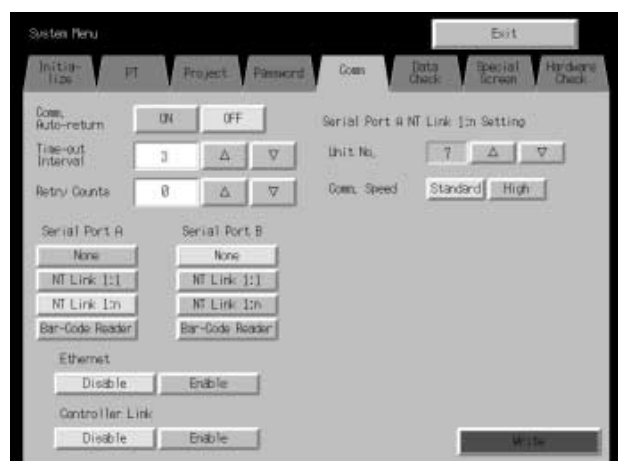 System Menu
Exit
Initia-
lize
PT
Project
Password
Comm
Data
Check
Special
Screen
Hardware
Check
Comm.
Auto-return
ON
OFF
Serial Port A NT Link 1:n Setting
Time-out
Interval
3
△
▽
Unit No.
7
△
▽
Retry Counts
0
△
▽
Comm. Speed
Standard
High
Serial Port A
Serial Port B
None
None
NT Link 1:1
NT Link 1:1
NT Link 1:n
NT Link 1:n
Bar-Code Reader
Bar-Code Reader
Ethernet
Disable
Enable
Controller Link
Disable
Enable
Write